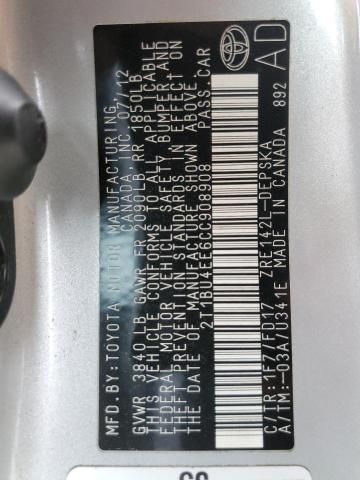 MFD.BY:TOYOTA MOTOR MANUFACTURING,
CANADA, INC. 07/12
GVWR 3840LB GAWR FR 2090LB RR 1850LB
THIS VEHICLE CONFORMS TO ALL APPLICABLE
FEDERAL MOTOR VEHICLE SAFETY, BUMPER, AND
THEFT PREVENTION STANDARDS IN EFFECT ON
THE DATE OF MANUFACTURE SHOWN ABOVE.
2T1BU4EE6CC908908 PASS.CAR
C/TR:1F7/FD17 ZRE142L-DEPSKA
A/TM:-03A/U341E MADE IN CANADA 892
AD